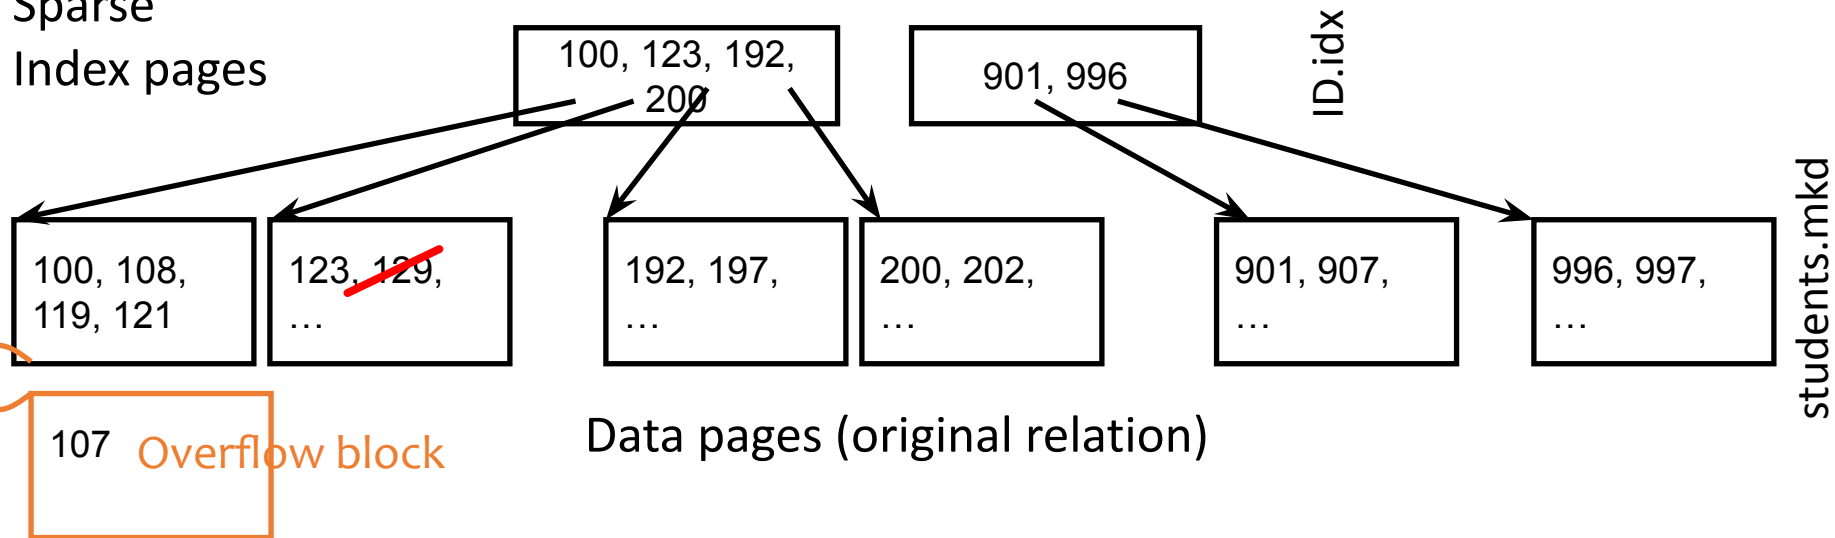 Sparse
Index pages
100, 123, 192,
200
901, 996
ID.idx
100, 108,
119, 121
123, 129,
...
192, 197,
...
200, 202,
...
901, 907,
...
996, 997,
...
students.mkd
107
Overflow block
Data pages (original relation)